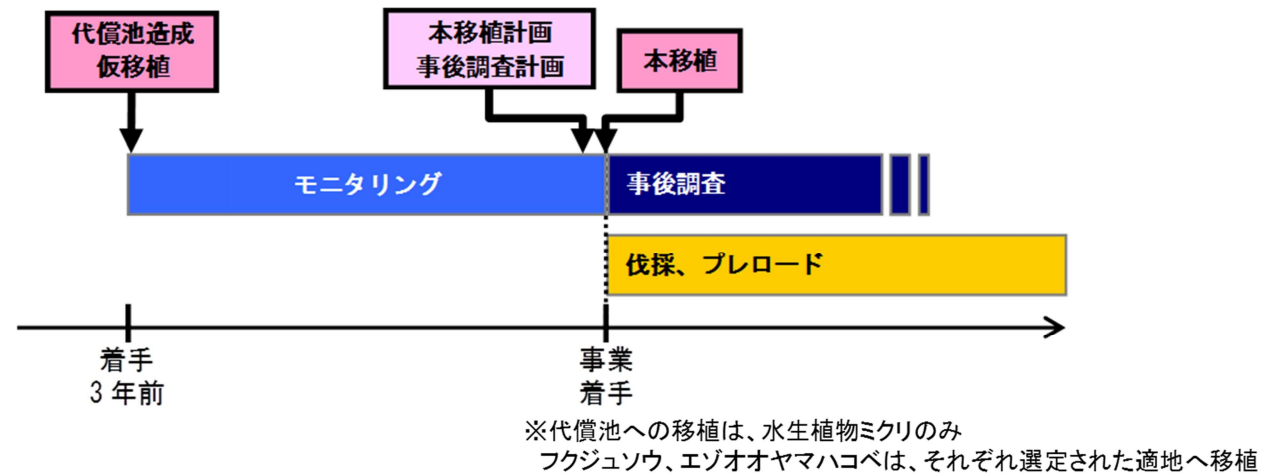 代償池造成
仮移植
本移植計画
事後調査計画
本移植
モニタリング
事後調査
伐採、プレロード
着手
3年前
事業
着手
※代償池への移植は、水生植物ミクリのみ
フクジュソウ、エゾオオヤマハコベは、それぞれ選定された適地へ移植